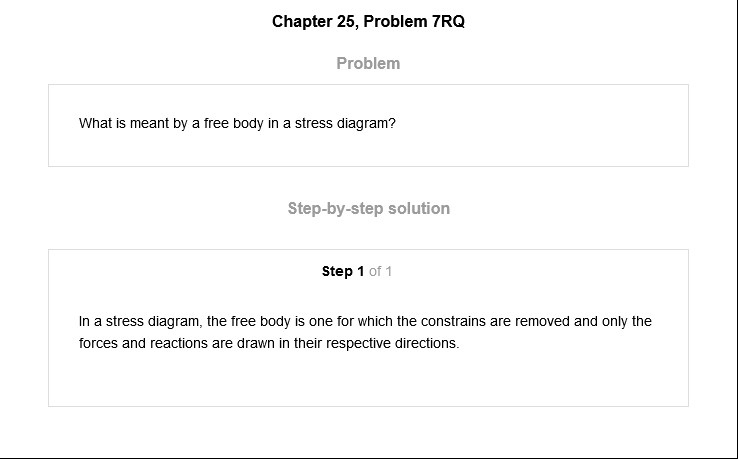 Chapter 25, Problem 7RQ
Problem
What is meant by a free body in a stress diagram?
Step-by-step solution
Step 1 of 1
In a stress diagram, the free body is one for which the constrains are removed and only the
forces and reactions are drawn in their respective directions.